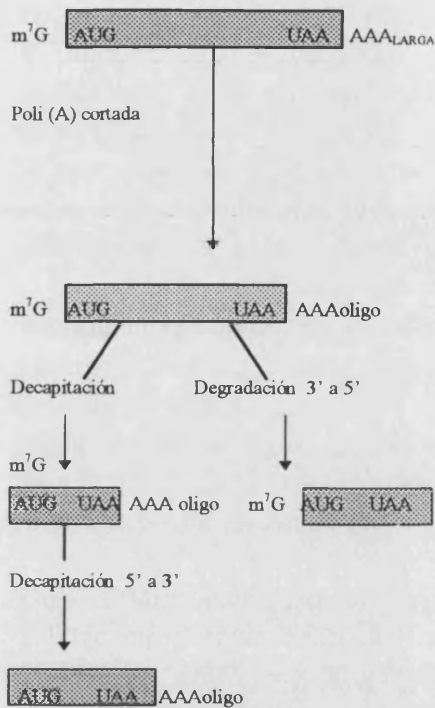 m⁷G AUG UAA AAA_LARGA
Poli (A) cortada
m⁷G AUG UAA AAAoligo
Decapitación Degradación 3' a 5'
m⁷G
AUG UAA AAA oligo m⁷G AUG UAA
Decapitación 5' a 3'
AUG UAA AAAoligo